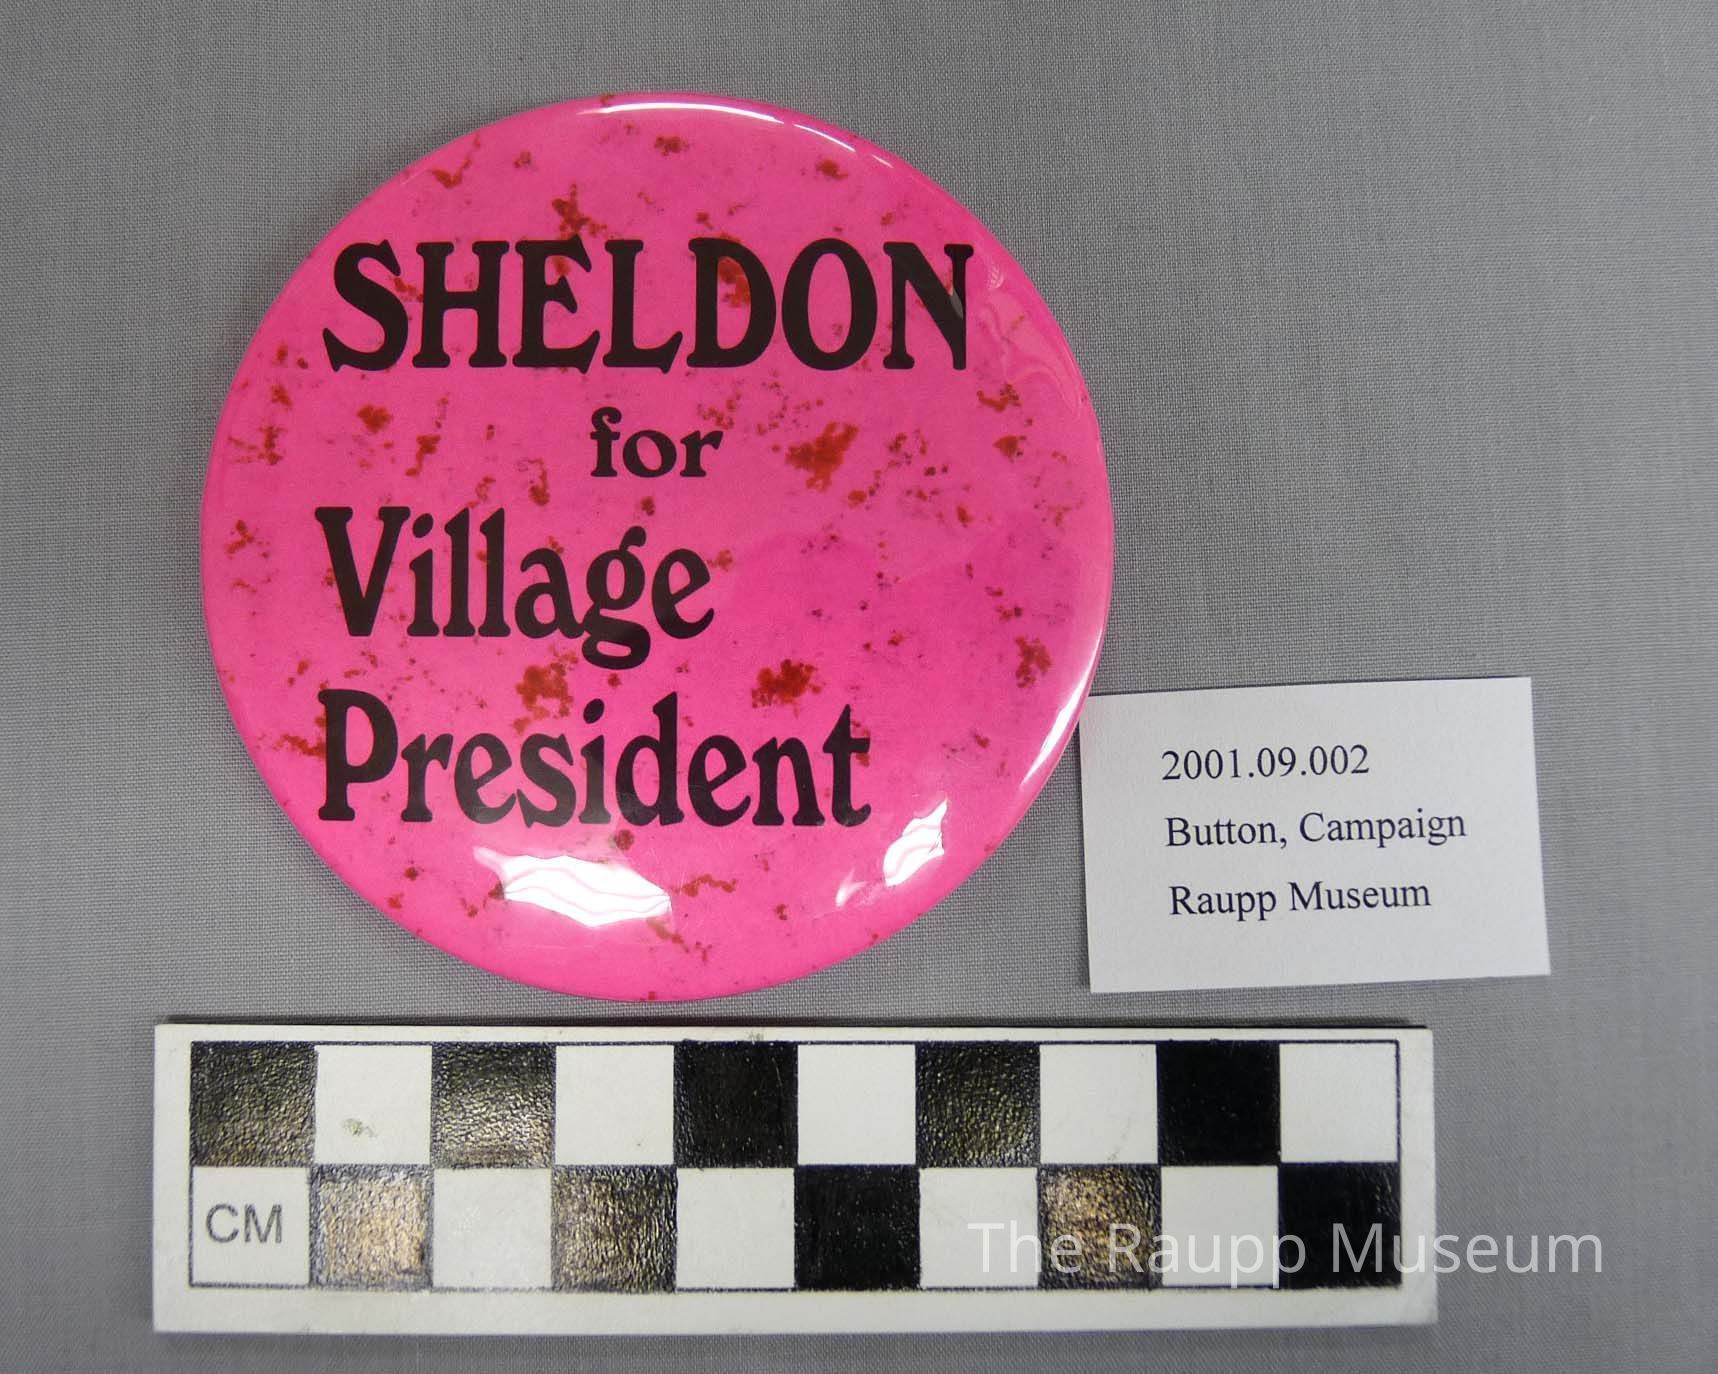 SHELDON
for
Village
President
2001.09.002
Button, Campaign
Raupp Museum
CM
The Raupp Museum